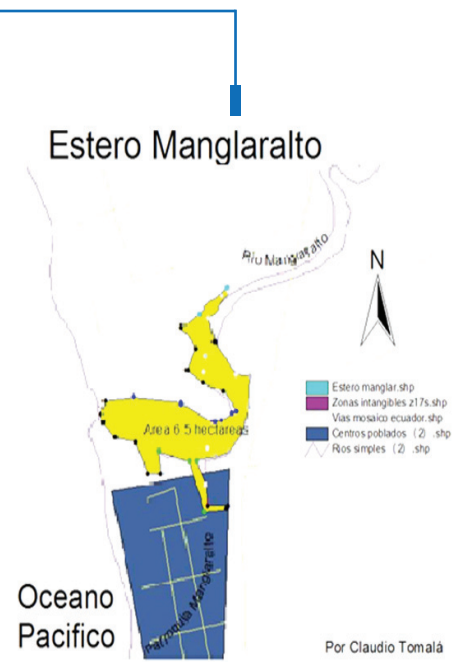 Estero Manglaralto
Río Manglaralto
N
Estero manglar.shp
Zonas intangibles z17s.shp
Vias mosaico ecuador.shp
Centros poblados (2) .shp
Rios simples (2) .shp
Area 6.5 hectareas
Parroquia Manglaralto
Oceano
Pacifico
Por Claudio Tomalá